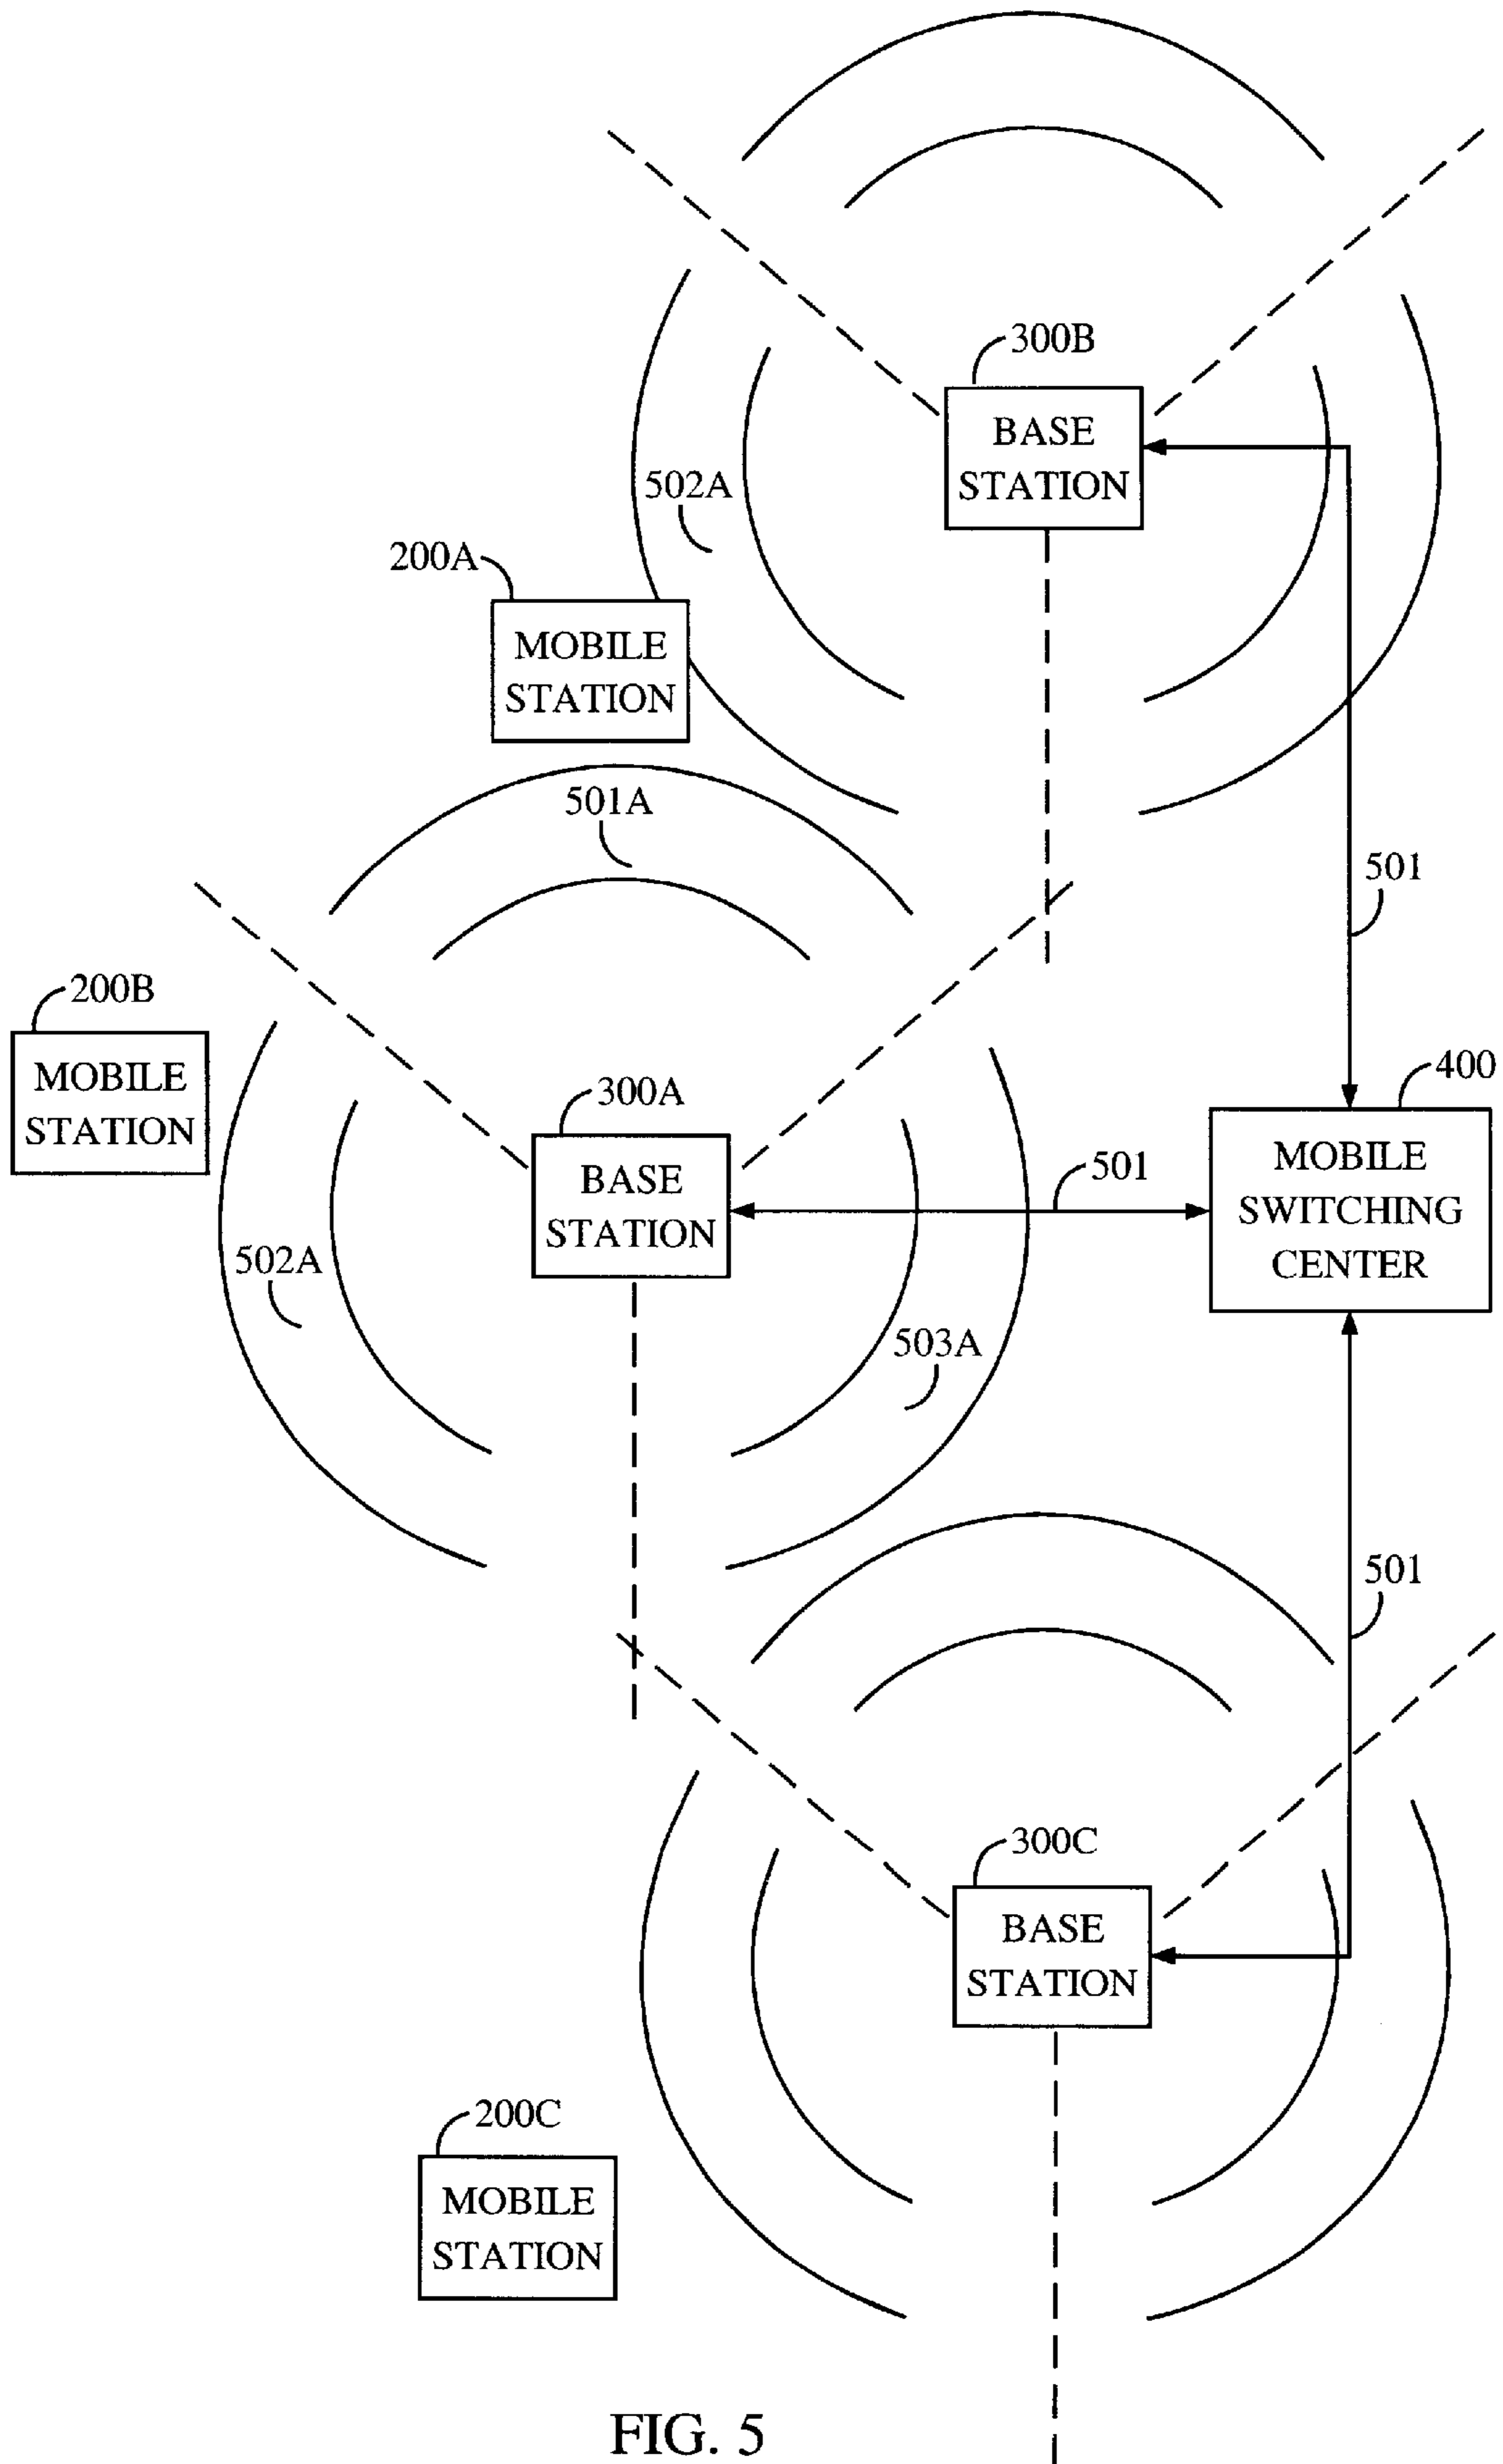 300B
BASE
STATION
502A
200A
MOBILE
STATION
501A
501
200B
MOBILE
STATION
300A
BASE
STATION
501
400
MOBILE
SWITCHING
CENTER
502A
503A
501
300C
BASE
STATION
200C
MOBILE
STATION
FIG. 5